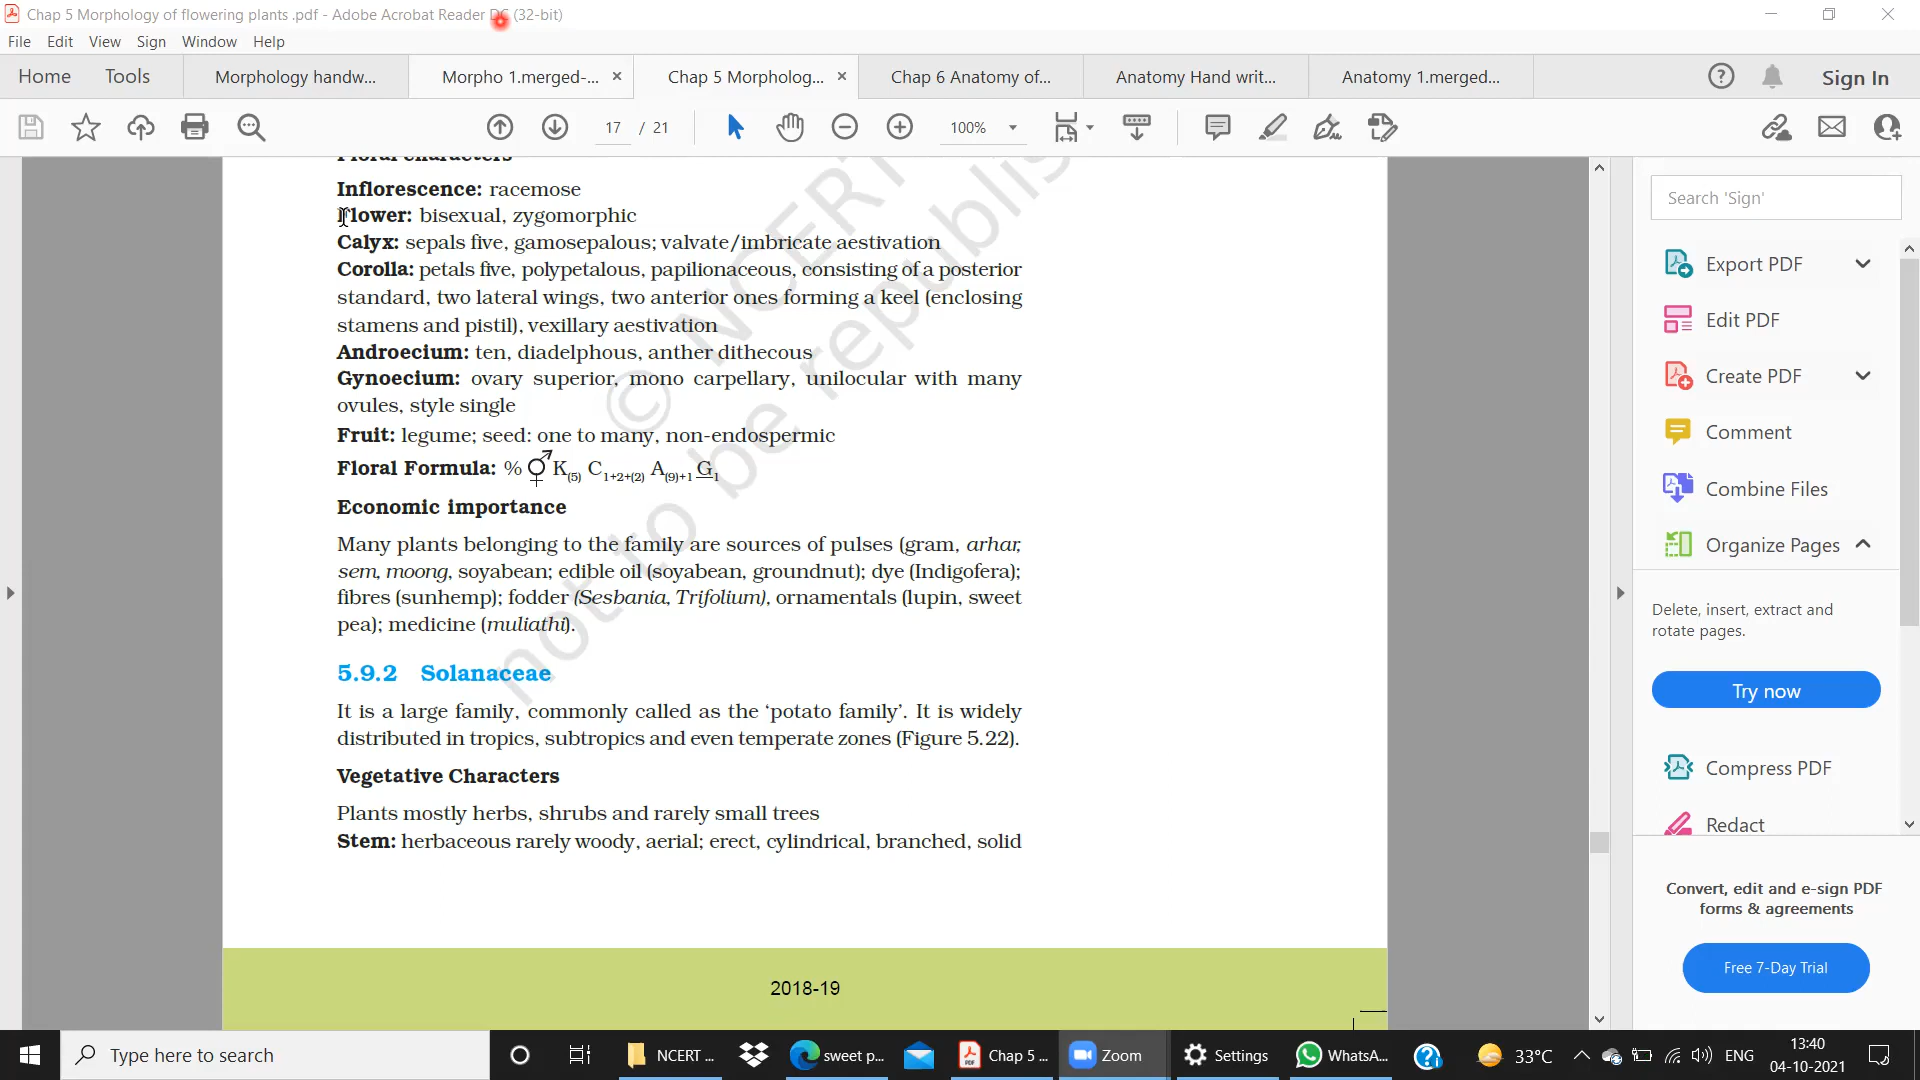 Chap 5 Morphology of flowering plants .pdf - Adobe Acrobat Reader DC (32-bit)
File Edit View Sign Window Help
Home Tools Morphology handw... Morpho 1.merged-... × Chap 5 Morpholog... × Chap 6 Anatomy of... Anatomy Hand writ... Anatomy 1.merged... Sign In
17 / 21 100%
Floral characters
Inflorescence: racemose
Flower: bisexual, zygomorphic
Calyx: sepals five, gamosepalous; valvate/imbricate aestivation
Corolla: petals five, polypetalous, papilionaceous, consisting of a posterior
standard, two lateral wings, two anterior ones forming a keel (enclosing
stamens and pistil), vexillary aestivation
Androecium: ten, diadelphous, anther dithecous
Gynoecium: ovary superior, mono carpellary, unilocular with many
ovules, style single
Fruit: legume; seed: one to many, non-endospermic
Floral Formula: % ⚥ K(5) C1+2+(2) A(9)+1 G1
Economic importance
Many plants belonging to the family are sources of pulses (gram, arhar,
sem, moong, soyabean; edible oil (soyabean, groundnut); dye (Indigofera);
fibres (sunhemp); fodder (Sesbania, Trifolium), ornamentals (lupin, sweet
pea); medicine (muliathi).
5.9.2 Solanaceae
It is a large family, commonly called as the ‘potato family’. It is widely
distributed in tropics, subtropics and even temperate zones (Figure 5.22).
Vegetative Characters
Plants mostly herbs, shrubs and rarely small trees
Stem: herbaceous rarely woody, aerial; erect, cylindrical, branched, solid
2018-19
© NCERT
not to be republis
Search 'Sign'
Export PDF
Edit PDF
Create PDF
Comment
Combine Files
Organize Pages
Delete, insert, extract and
rotate pages.
Try now
Compress PDF
Redact
Convert, edit and e-sign PDF
forms & agreements
Free 7-Day Trial
Type here to search NCERT ... sweet p... Chap 5 ... Zoom Settings WhatsA... 33°C ENG 13:40
04-10-2021